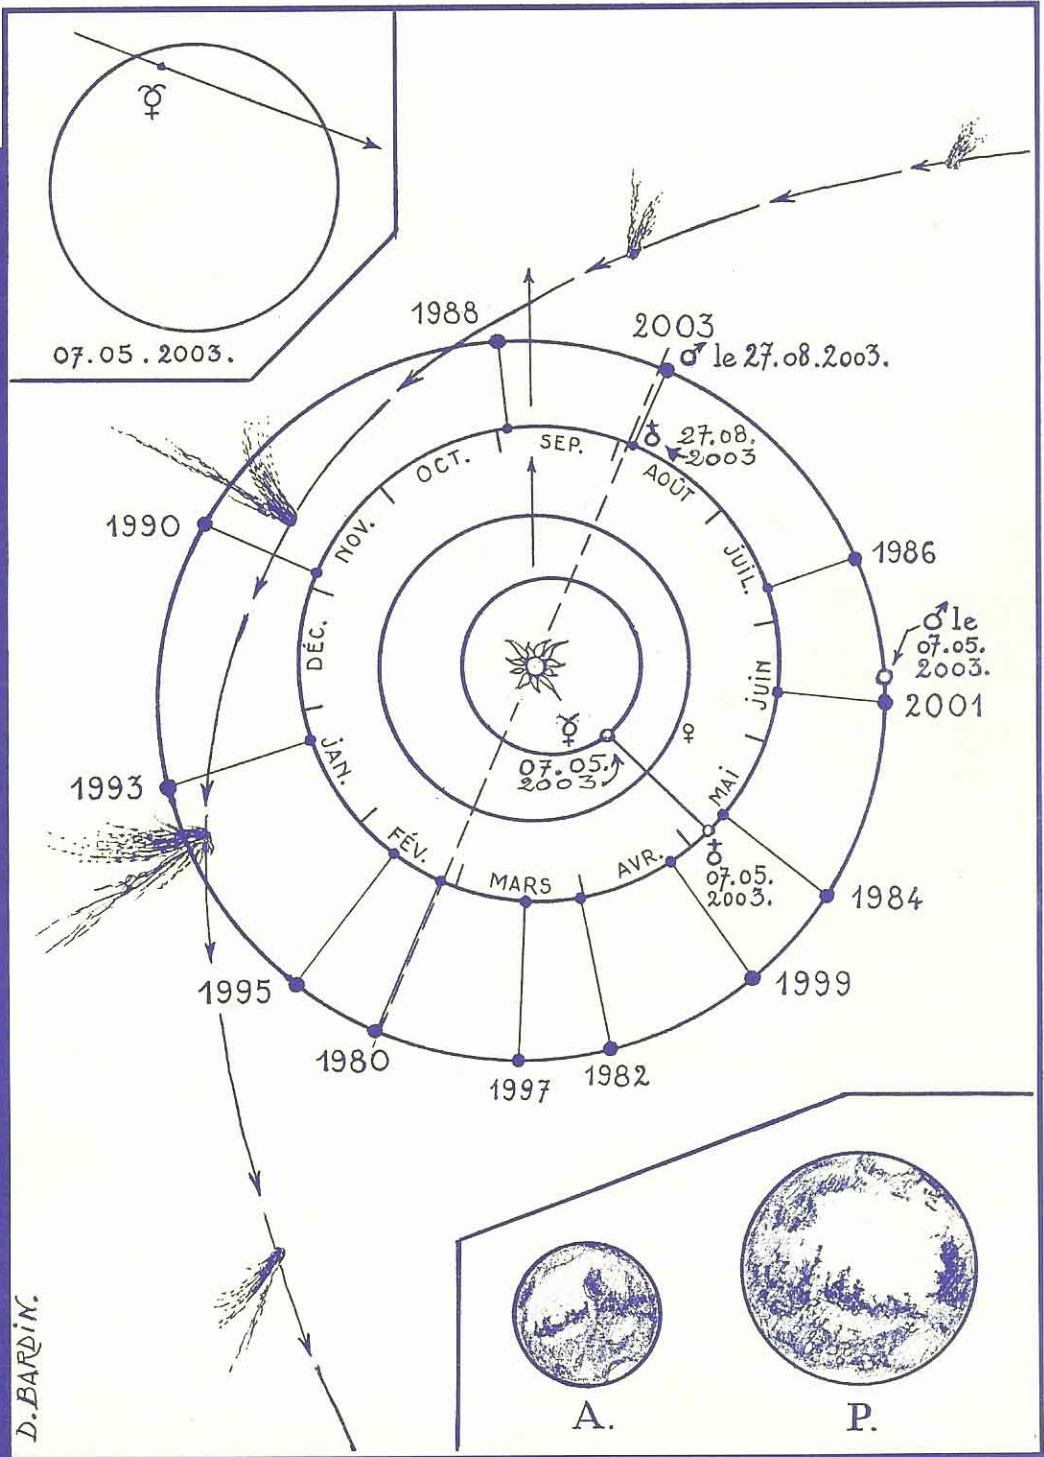 ☿
07.05.2003.
1988
2003
♂ le 27.08.2003.
♁ 27.08.
2003
SEP.
OCT.
AOÛT
NOV.
JUIL.
1990
1986
DÉC.
♂ le
07.05.
2003.
JUIN
2001
☿
07.05.
2003
♀
JAN.
1993
MAI
FÉV.
MARS
AVR.
♁
07.05.
2003.
1984
1995
1999
1980
1997
1982
A.
P.
D. BARDIN.